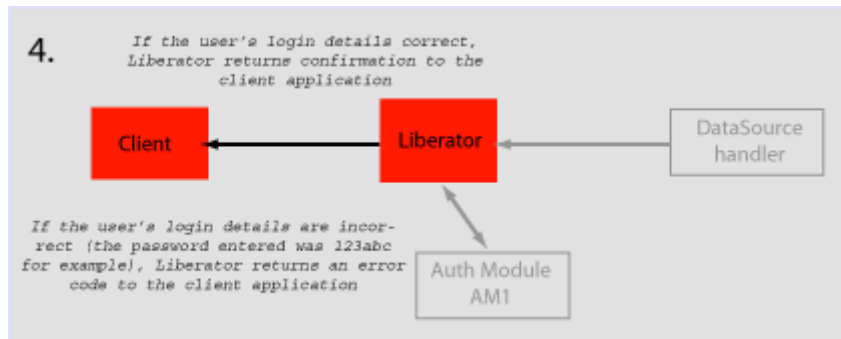 4.
If the user's login details correct,
Liberator returns confirmation to the
client application
Client
Liberator
DataSource
handler
If the user's login details are incor-
rect (the password entered was 123abc
for example), Liberator returns an error
code to the client application
Auth Module
AM1